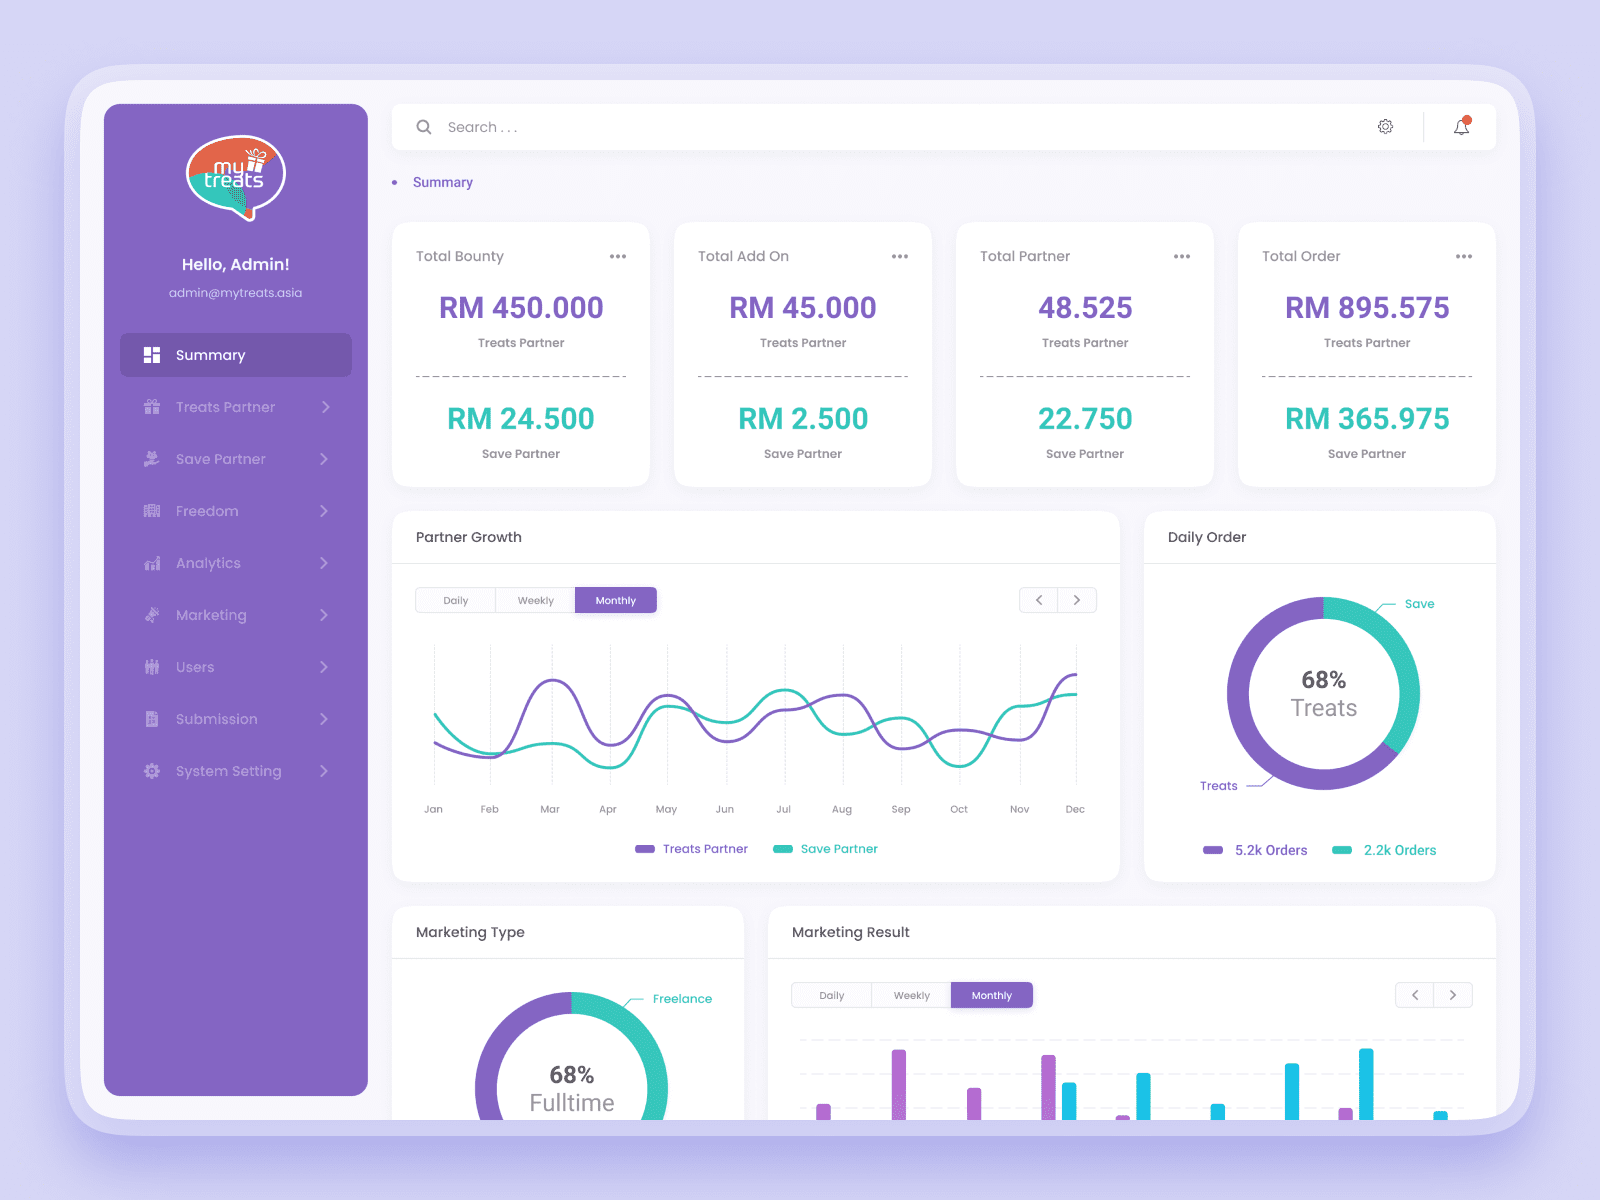 my
treats
Hello, Admin!
admin@mytreats.asia
Summary
Treats Partner
Save Partner
Freedom
Analytics
Marketing
Users
Submission
System Setting
Search . . .
• Summary
Total Bounty
RM 450.000
Treats Partner
RM 24.500
Save Partner
Total Add On
RM 45.000
Treats Partner
RM 2.500
Save Partner
Total Partner
48.525
Treats Partner
22.750
Save Partner
Total Order
RM 895.575
Treats Partner
RM 365.975
Save Partner
Partner Growth
Daily Weekly Monthly
Jan Feb Mar Apr May Jun Jul Aug Sep Oct Nov Dec
Treats Partner Save Partner
Daily Order
Save
68%
Treats
Treats
5.2k Orders 2.2k Orders
Marketing Type
Freelance
68%
Fulltime
Marketing Result
Daily Weekly Monthly